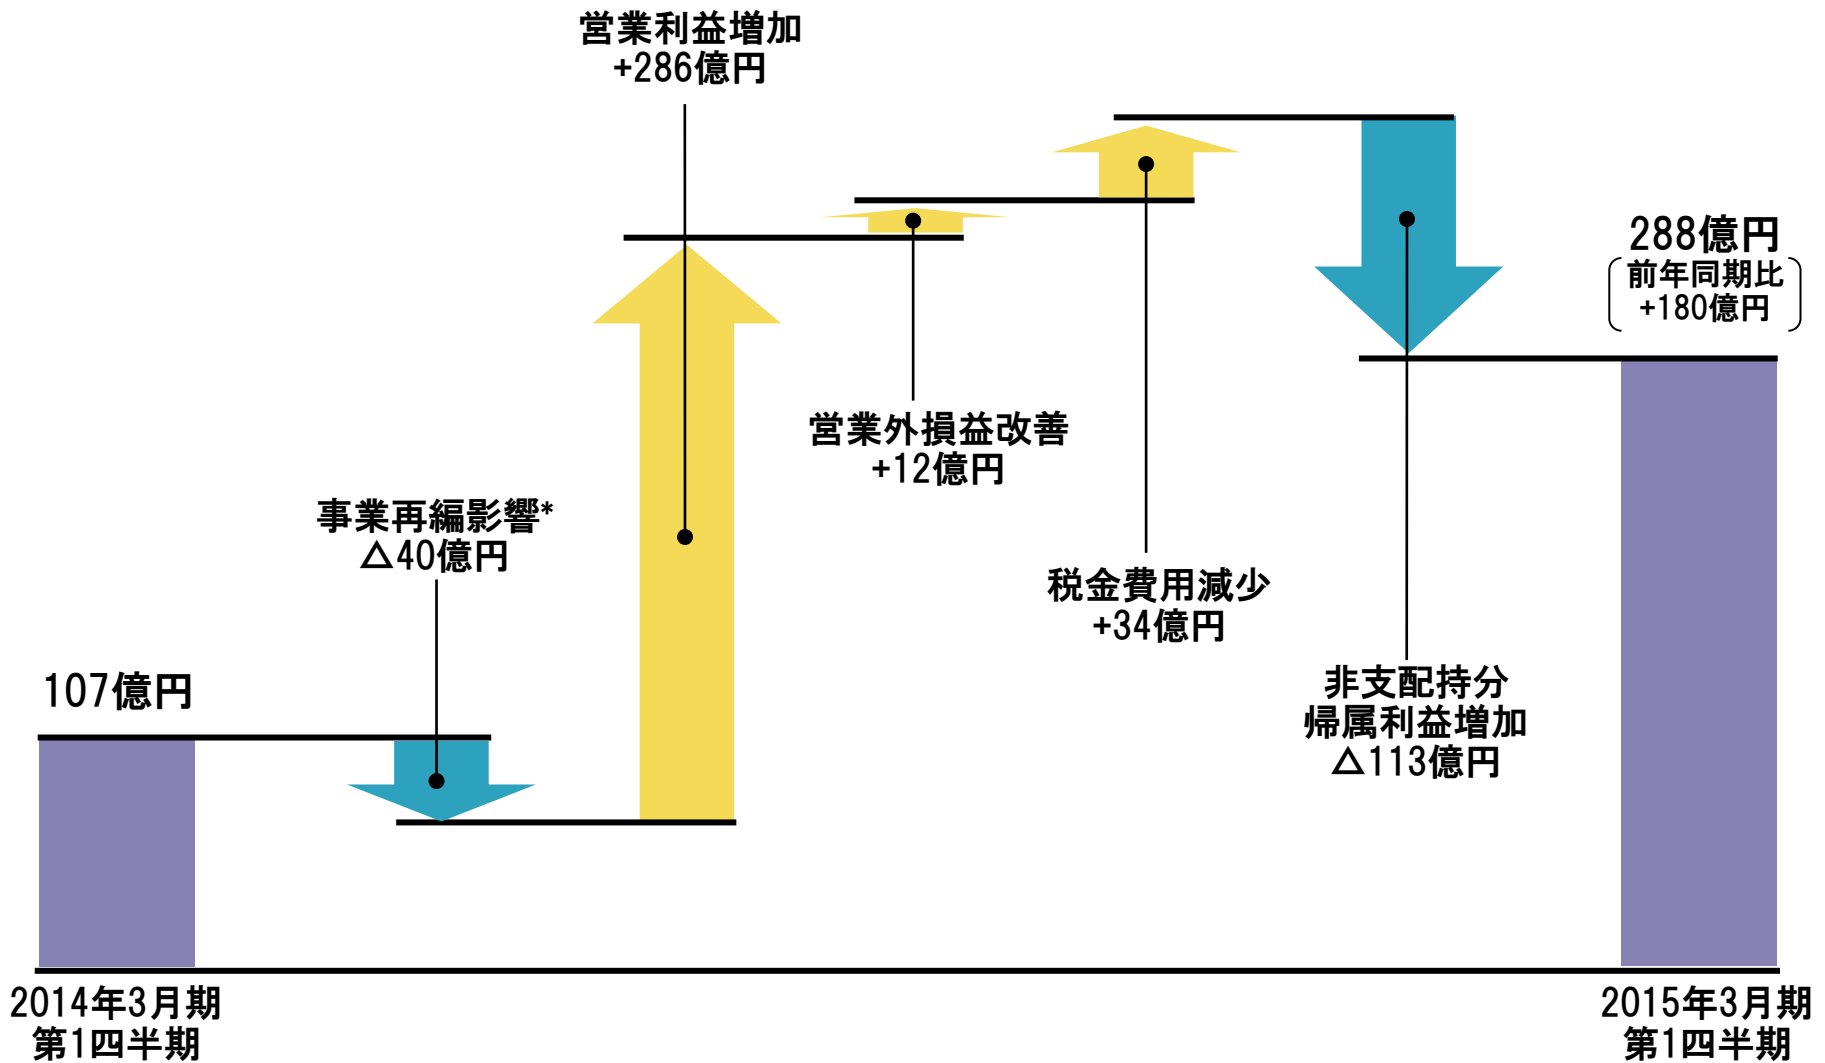 営業利益増加
+286億円
288億円
前年同期比
+180億円
営業外損益改善
+12億円
事業再編影響*
△40億円
税金費用減少
+34億円
107億円
非支配持分
帰属利益増加
△113億円
2014年3月期
第1四半期
2015年3月期
第1四半期